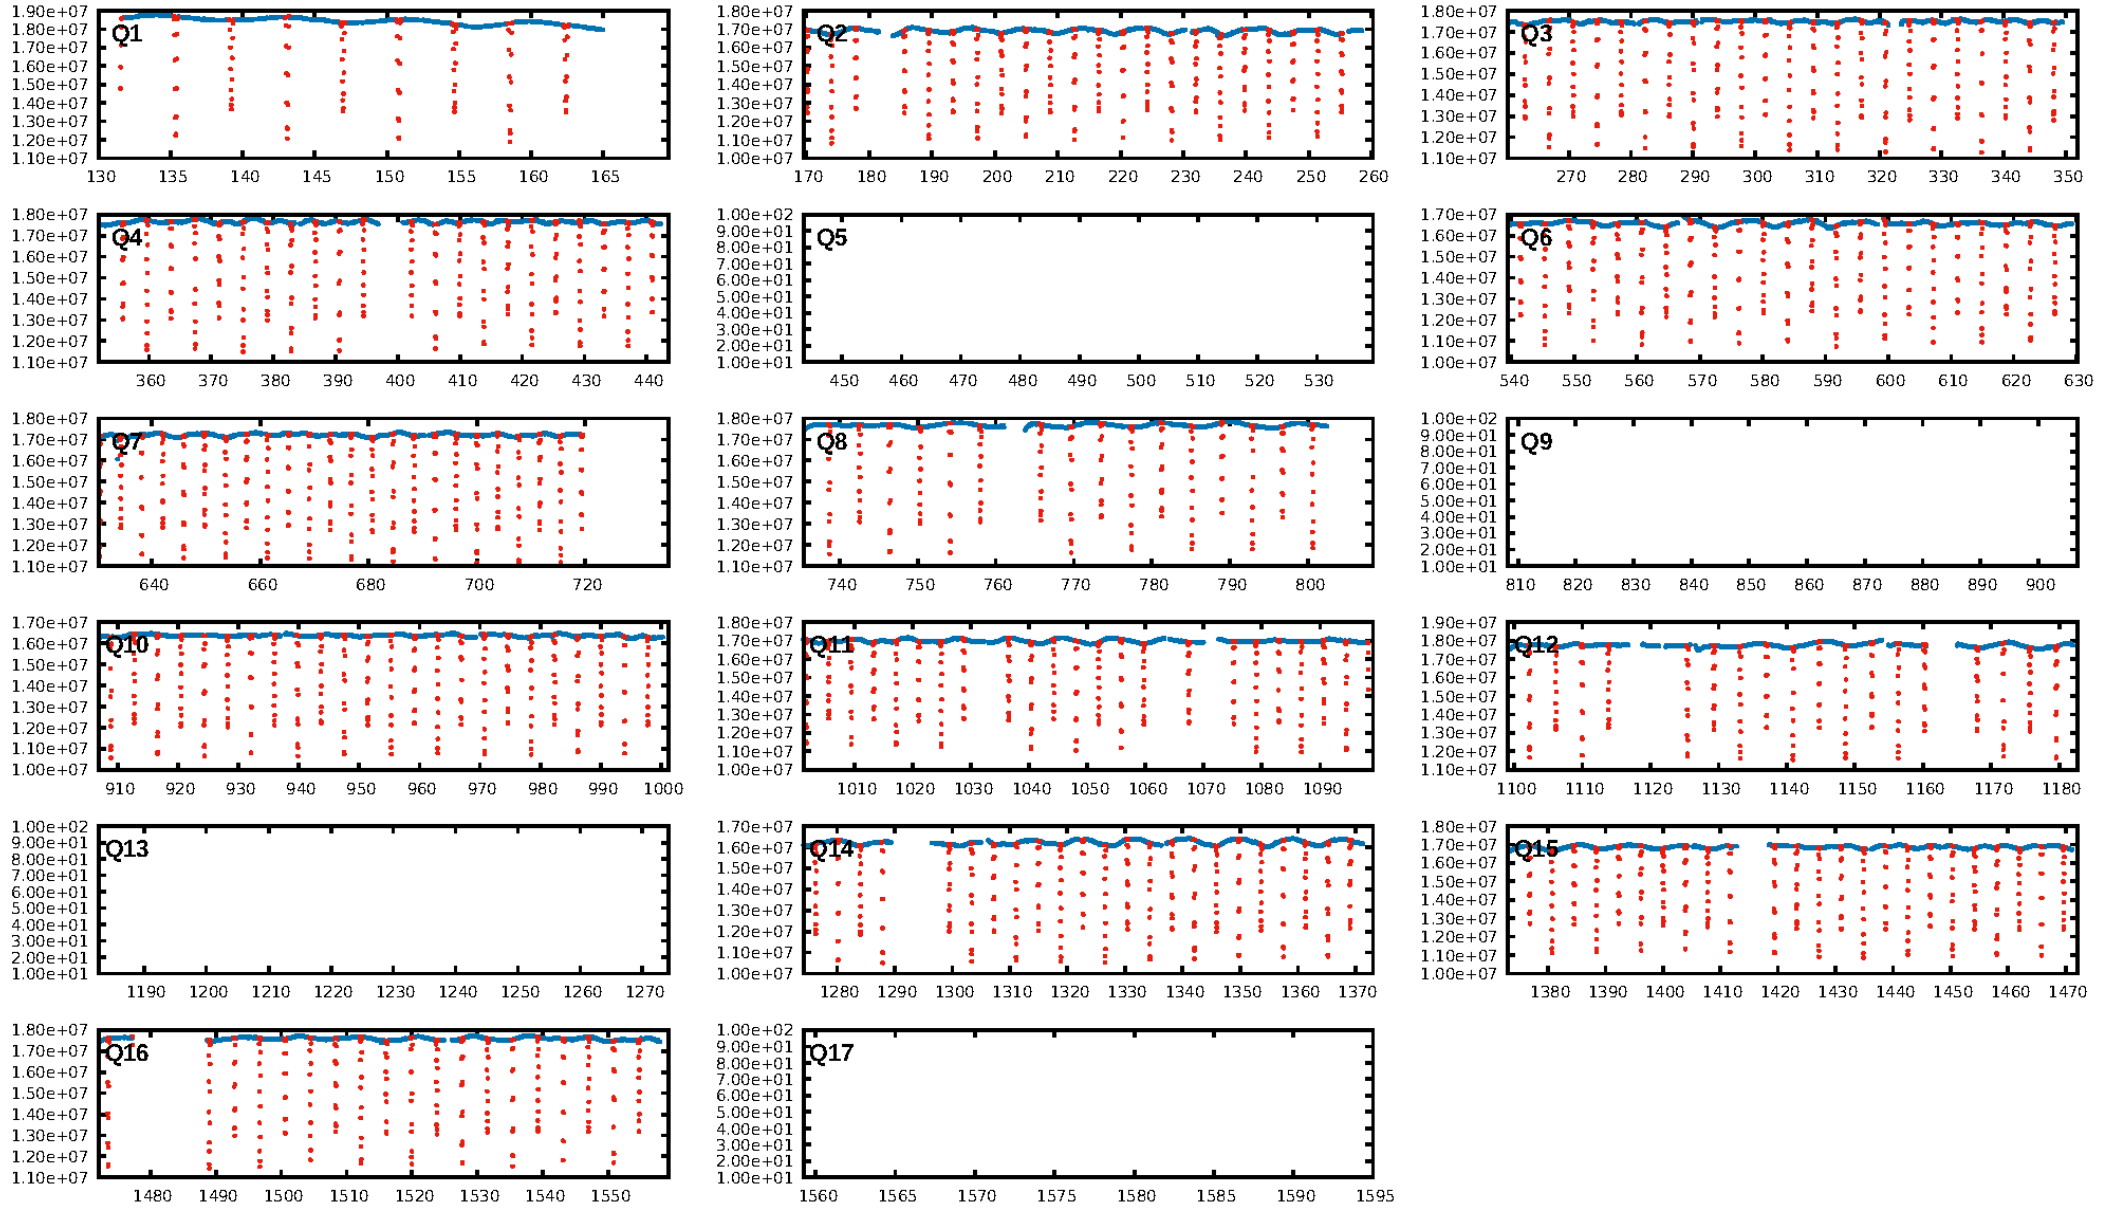 1.90e+07
1.80e+07
1.70e+07
1.60e+07
1.50e+07
1.40e+07
1.30e+07
1.20e+07
1.10e+07
Q1
130 135 140 145 150 155 160 165
1.80e+07
1.70e+07
1.60e+07
1.50e+07
1.40e+07
1.30e+07
1.20e+07
1.10e+07
1.00e+07
Q2
170 180 190 200 210 220 230 240 250 260
1.80e+07
1.70e+07
1.60e+07
1.50e+07
1.40e+07
1.30e+07
1.20e+07
1.10e+07
Q3
270 280 290 300 310 320 330 340 350
1.80e+07
1.70e+07
1.60e+07
1.50e+07
1.40e+07
1.30e+07
1.20e+07
1.10e+07
Q4
360 370 380 390 400 410 420 430 440
1.00e+02
9.00e+01
8.00e+01
7.00e+01
6.00e+01
5.00e+01
4.00e+01
3.00e+01
2.00e+01
1.00e+01
Q5
450 460 470 480 490 500 510 520 530
1.70e+07
1.60e+07
1.50e+07
1.40e+07
1.30e+07
1.20e+07
1.10e+07
1.00e+07
Q6
540 550 560 570 580 590 600 610 620 630
1.80e+07
1.70e+07
1.60e+07
1.50e+07
1.40e+07
1.30e+07
1.20e+07
1.10e+07
Q7
640 660 680 700 720
1.80e+07
1.70e+07
1.60e+07
1.50e+07
1.40e+07
1.30e+07
1.20e+07
1.10e+07
Q8
740 750 760 770 780 790 800
1.00e+02
9.00e+01
8.00e+01
7.00e+01
6.00e+01
5.00e+01
4.00e+01
3.00e+01
2.00e+01
1.00e+01
Q9
810 820 830 840 850 860 870 880 890 900
1.70e+07
1.60e+07
1.50e+07
1.40e+07
1.30e+07
1.20e+07
1.10e+07
1.00e+07
Q10
910 920 930 940 950 960 970 980 990 1000
1.80e+07
1.70e+07
1.60e+07
1.50e+07
1.40e+07
1.30e+07
1.20e+07
1.10e+07
1.00e+07
Q11
1010 1020 1030 1040 1050 1060 1070 1080 1090
1.90e+07
1.80e+07
1.70e+07
1.60e+07
1.50e+07
1.40e+07
1.30e+07
1.20e+07
1.10e+07
Q12
1100 1110 1120 1130 1140 1150 1160 1170 1180
1.00e+02
9.00e+01
8.00e+01
7.00e+01
6.00e+01
5.00e+01
4.00e+01
3.00e+01
2.00e+01
1.00e+01
Q13
1190 1200 1210 1220 1230 1240 1250 1260 1270
1.70e+07
1.60e+07
1.50e+07
1.40e+07
1.30e+07
1.20e+07
1.10e+07
1.00e+07
Q14
1280 1290 1300 1310 1320 1330 1340 1350 1360 1370
1.80e+07
1.70e+07
1.60e+07
1.50e+07
1.40e+07
1.30e+07
1.20e+07
1.10e+07
1.00e+07
Q15
1380 1390 1400 1410 1420 1430 1440 1450 1460 1470
1.80e+07
1.70e+07
1.60e+07
1.50e+07
1.40e+07
1.30e+07
1.20e+07
1.10e+07
Q16
1480 1490 1500 1510 1520 1530 1540 1550
1.00e+02
9.00e+01
8.00e+01
7.00e+01
6.00e+01
5.00e+01
4.00e+01
3.00e+01
2.00e+01
1.00e+01
Q17
1560 1565 1570 1575 1580 1585 1590 1595